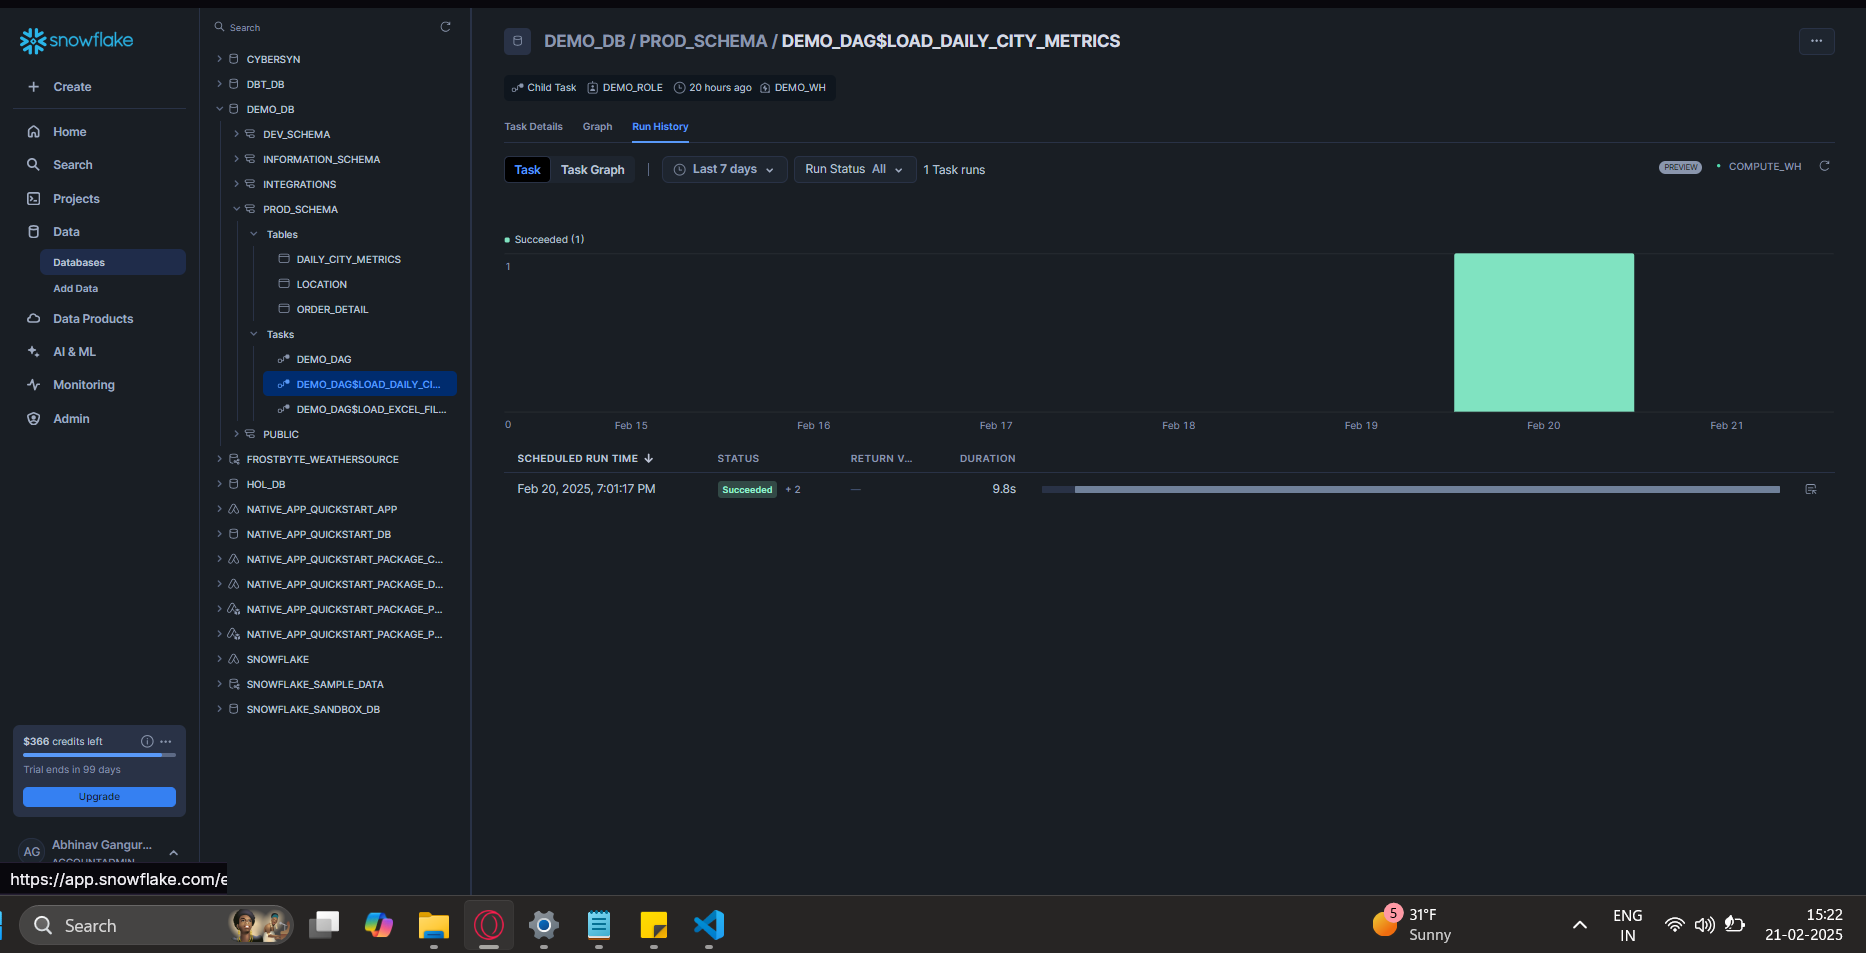 snowflake
Create
Home
Search
Projects
Data
Databases
Add Data
Data Products
AI & ML
Monitoring
Admin
$366 credits left
Trial ends in 99 days
Upgrade
AG
Abhinav Gangur...
ACCOUNTADMIN
https://app.snowflake.com/e
Search
CYBERSYN
DBT_DB
DEMO_DB
DEV_SCHEMA
INFORMATION_SCHEMA
INTEGRATIONS
PROD_SCHEMA
Tables
DAILY_CITY_METRICS
LOCATION
ORDER_DETAIL
Tasks
DEMO_DAG
DEMO_DAG$LOAD_DAILY_CI...
DEMO_DAG$LOAD_EXCEL_FIL...
PUBLIC
FROSTBYTE_WEATHERSOURCE
HOL_DB
NATIVE_APP_QUICKSTART_APP
NATIVE_APP_QUICKSTART_DB
NATIVE_APP_QUICKSTART_PACKAGE_C...
NATIVE_APP_QUICKSTART_PACKAGE_D...
NATIVE_APP_QUICKSTART_PACKAGE_P...
NATIVE_APP_QUICKSTART_PACKAGE_P...
SNOWFLAKE
SNOWFLAKE_SAMPLE_DATA
SNOWFLAKE_SANDBOX_DB
DEMO_DB / PROD_SCHEMA / DEMO_DAG$LOAD_DAILY_CITY_METRICS
Child Task DEMO_ROLE 20 hours ago DEMO_WH
Task Details Graph Run History
Task Task Graph Last 7 days Run Status All 1 Task runs
PREVIEW COMPUTE_WH
Succeeded (1)
1
0 Feb 15 Feb 16 Feb 17 Feb 18 Feb 19 Feb 20 Feb 21
SCHEDULED RUN TIME STATUS RETURN V... DURATION
Feb 20, 2025, 7:01:17 PM Succeeded + 2 — 9.8s
Search
5
31°F
Sunny
ENG
IN
15:22
21-02-2025